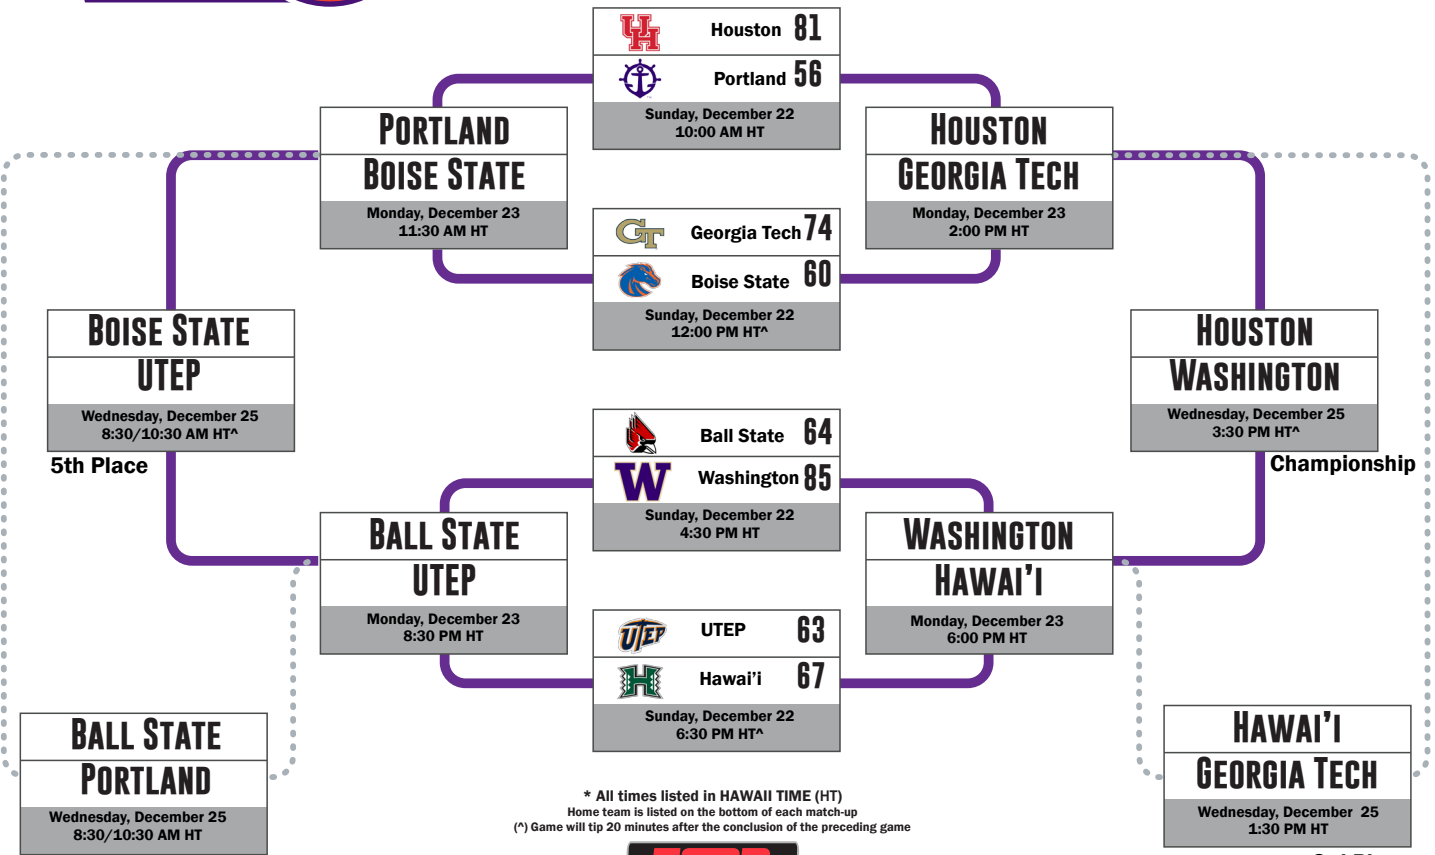 Houston 81
Portland 56
Sunday, December 22
10:00 AM HT
PORTLAND
BOISE STATE
Monday, December 23
11:30 AM HT
HOUSTON
GEORGIA TECH
Monday, December 23
2:00 PM HT
GT
Georgia Tech 74
Boise State 60
Sunday, December 22
12:00 PM HT^
BOISE STATE
UTEP
Wednesday, December 25
8:30/10:30 AM HT^
5th Place
HOUSTON
WASHINGTON
Wednesday, December 25
3:30 PM HT^
Championship
Ball State 64
W
Washington 85
Sunday, December 22
4:30 PM HT
BALL STATE
UTEP
Monday, December 23
8:30 PM HT
WASHINGTON
HAWAI'I
Monday, December 23
6:00 PM HT
UTEP
UTEP 63
H
Hawai'i 67
Sunday, December 22
6:30 PM HT^
BALL STATE
PORTLAND
Wednesday, December 25
8:30/10:30 AM HT
HAWAI'I
GEORGIA TECH
Wednesday, December 25
1:30 PM HT
* All times listed in HAWAII TIME (HT)
Home team is listed on the bottom of each match-up
(^) Game will tip 20 minutes after the conclusion of the preceding game